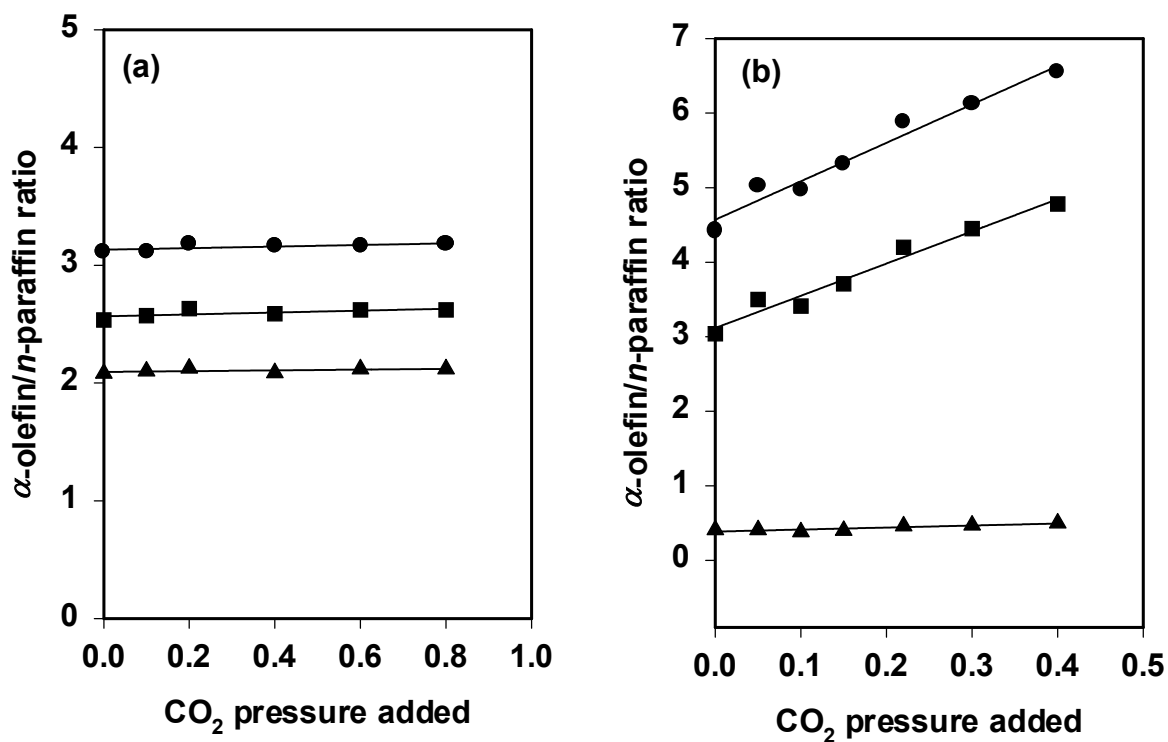 (a)
α-olefin/n-paraffin ratio
5
4
3
2
1
0
0.0 0.2 0.4 0.6 0.8 1.0
CO2 pressure added
(b)
α-olefin/n-paraffin ratio
7
6
5
4
3
2
1
0
0.0 0.1 0.2 0.3 0.4 0.5
CO2 pressure added